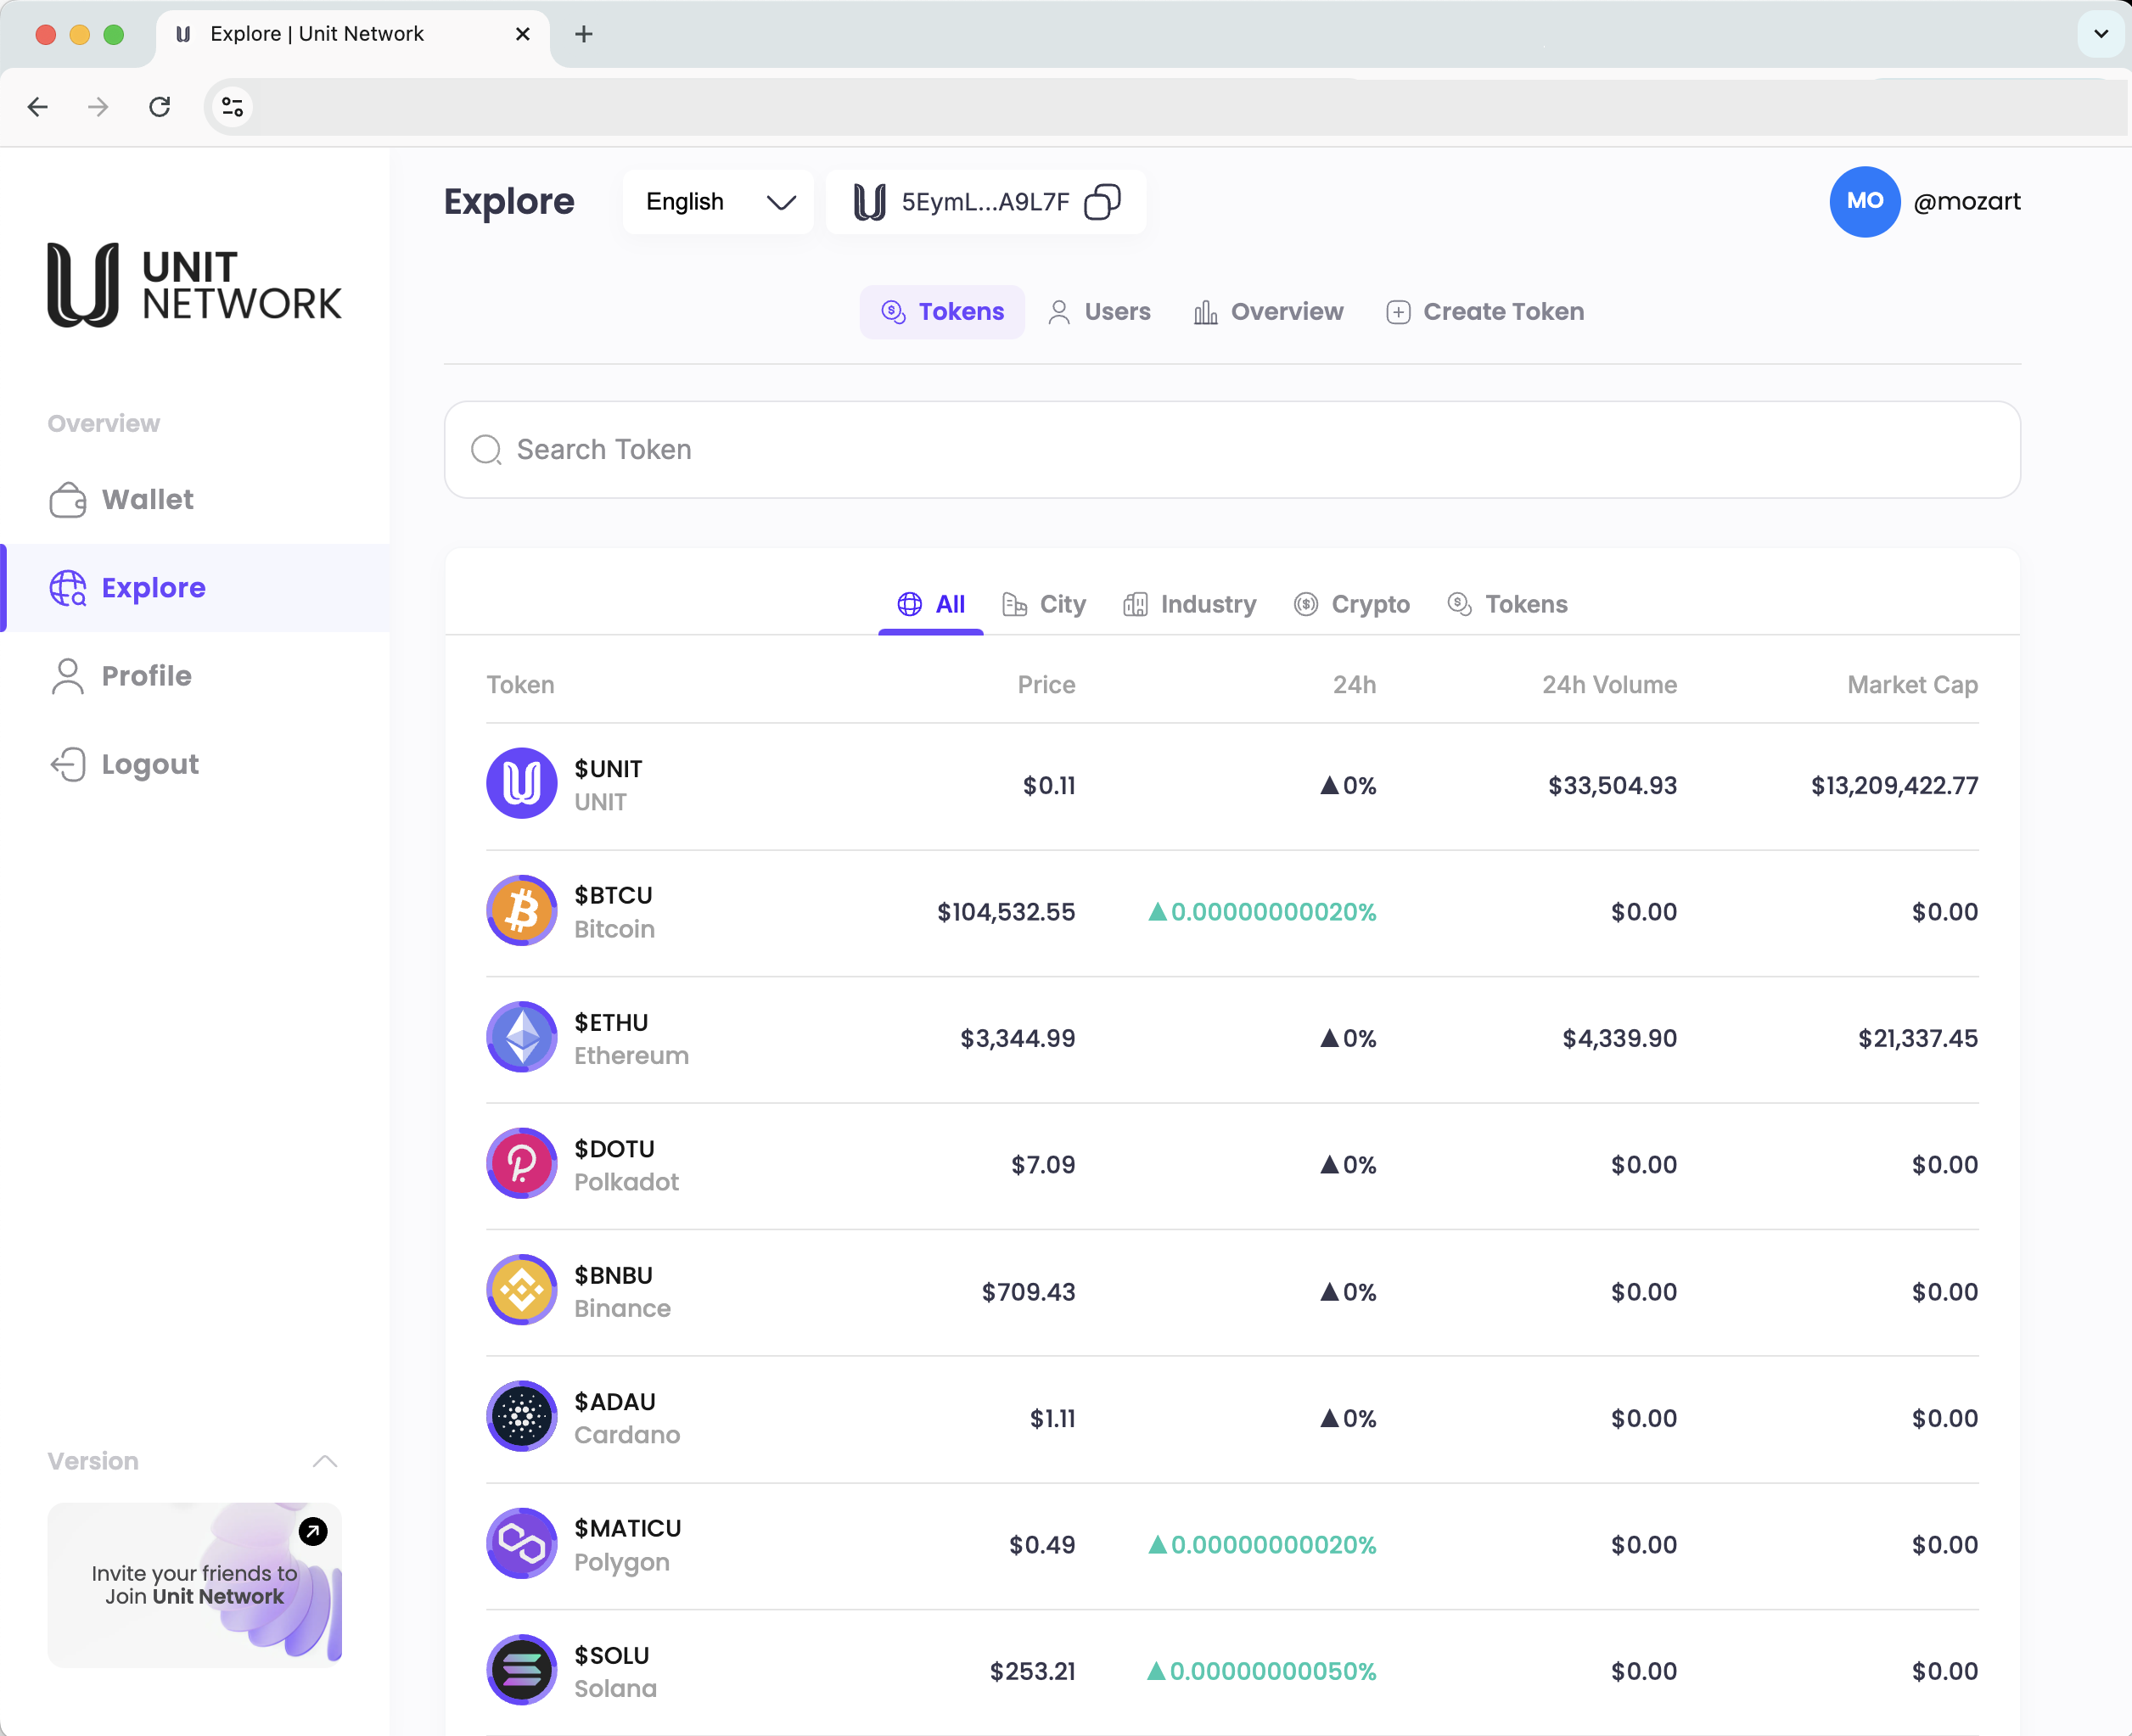 Explore | Unit Network
UNIT
NETWORK
Overview
Wallet
Explore
Profile
Logout
Version
Invite your friends to
Join Unit Network
Explore
English
5EymL...A9L7F
MO
@mozart
Tokens Users Overview Create Token
Search Token
All City Industry Crypto Tokens
Token Price 24h 24h Volume Market Cap
$UNIT
UNIT
$0.11 ▲0% $33,504.93 $13,209,422.77
$BTCU
Bitcoin
$104,532.55 ▲0.00000000020% $0.00 $0.00
$ETHU
Ethereum
$3,344.99 ▲0% $4,339.90 $21,337.45
$DOTU
Polkadot
$7.09 ▲0% $0.00 $0.00
$BNBU
Binance
$709.43 ▲0% $0.00 $0.00
$ADAU
Cardano
$1.11 ▲0% $0.00 $0.00
$MATICU
Polygon
$0.49 ▲0.00000000020% $0.00 $0.00
$SOLU
Solana
$253.21 ▲0.00000000050% $0.00 $0.00